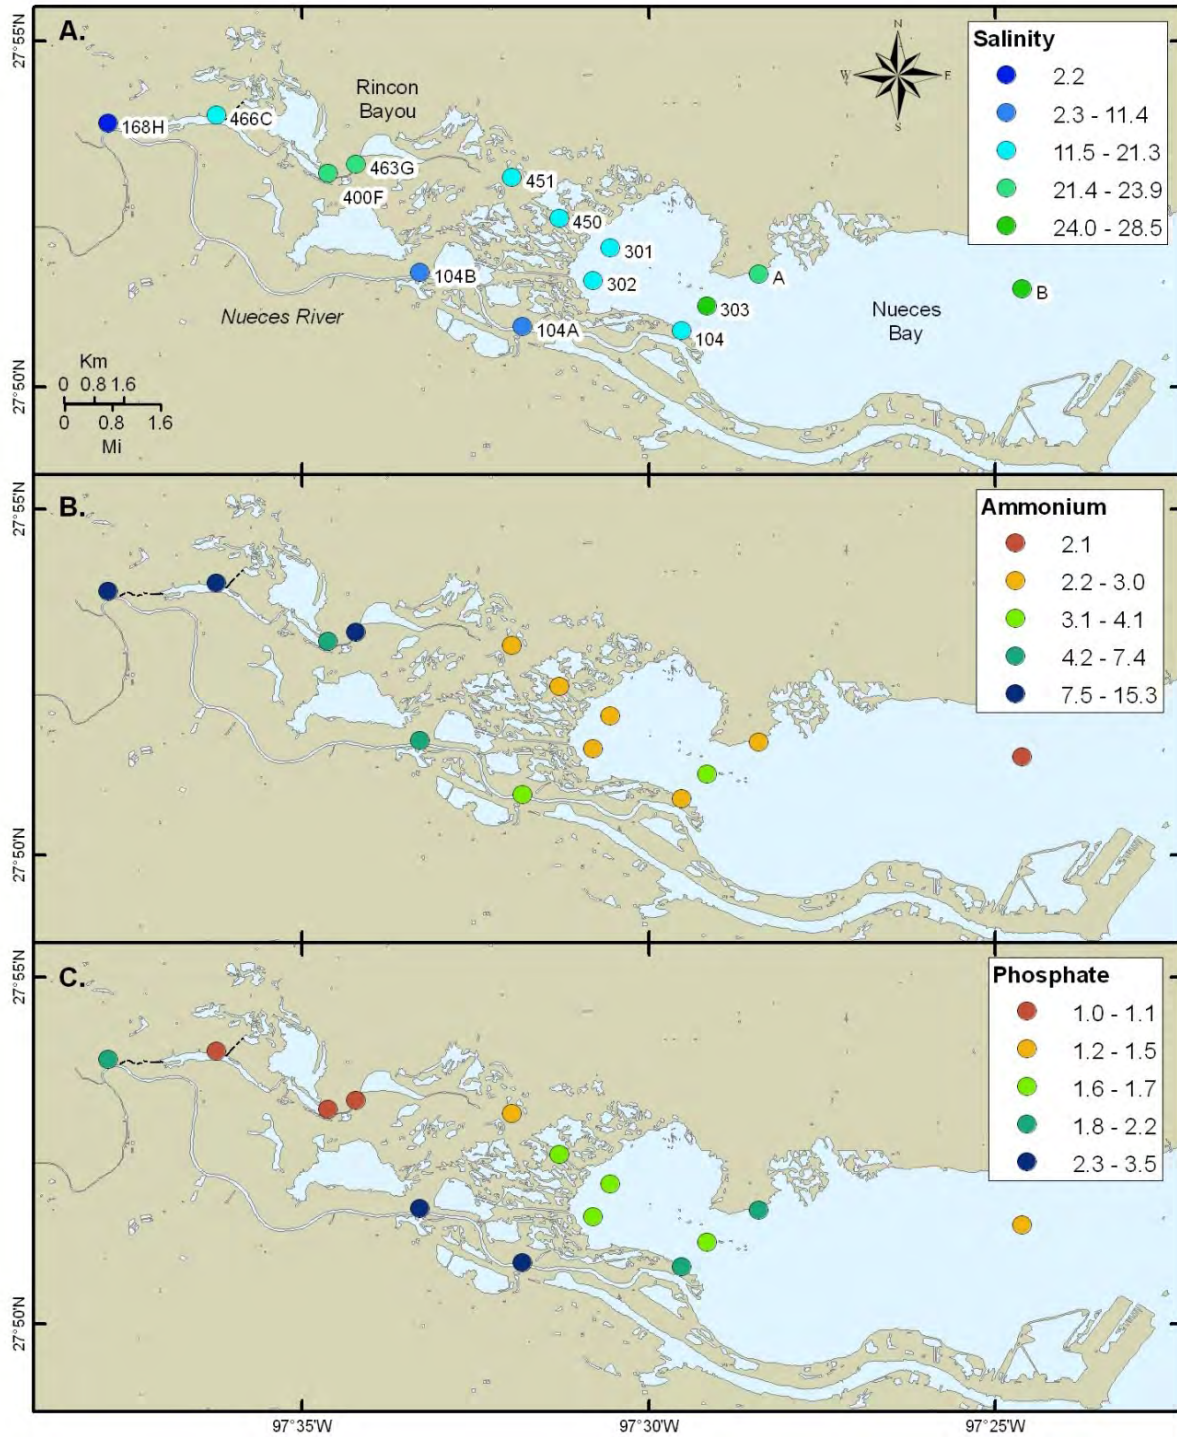 A.
27°55'N
N
W E
S
Salinity
2.2
2.3 - 11.4
11.5 - 21.3
21.4 - 23.9
24.0 - 28.5
Rincon
Bayou
168H
466C
463G
400F
451
450
301
302
104B
104A
303
104
A
B
Nueces River
Nueces
Bay
Km
0 0.8 1.6
0 0.8 1.6
Mi
27°50'N
B.
27°55'N
Ammonium
2.1
2.2 - 3.0
3.1 - 4.1
4.2 - 7.4
7.5 - 15.3
27°50'N
C.
27°55'N
Phosphate
1.0 - 1.1
1.2 - 1.5
1.6 - 1.7
1.8 - 2.2
2.3 - 3.5
27°50'N
97°35'W 97°30'W 97°25'W